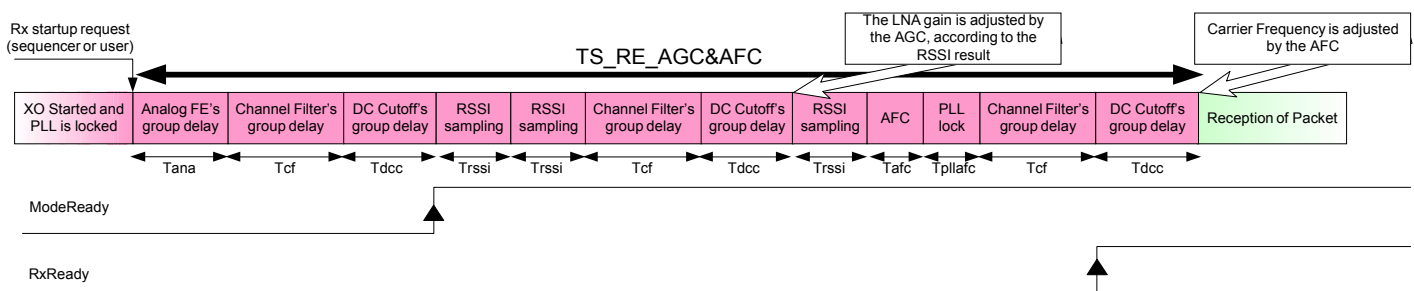 Rx startup request
(sequencer or user)
TS_RE_AGC&AFC
The LNA gain is adjusted by
the AGC, according to the
RSSI result
Carrier Frequency is adjusted
by the AFC
XO Started and
PLL is locked
Analog FE's
group delay
Channel Filter's
group delay
DC Cutoff's
group delay
RSSI
sampling
RSSI
sampling
Channel Filter's
group delay
DC Cutoff's
group delay
RSSI
sampling
AFC
PLL
lock
Channel Filter's
group delay
DC Cutoff's
group delay
Reception of Packet
Tana
Tcf
Tdcc
Trssi
Trssi
Tcf
Tdcc
Trssi
Tafc
Tpllafc
Tcf
Tdcc
ModeReady
RxReady